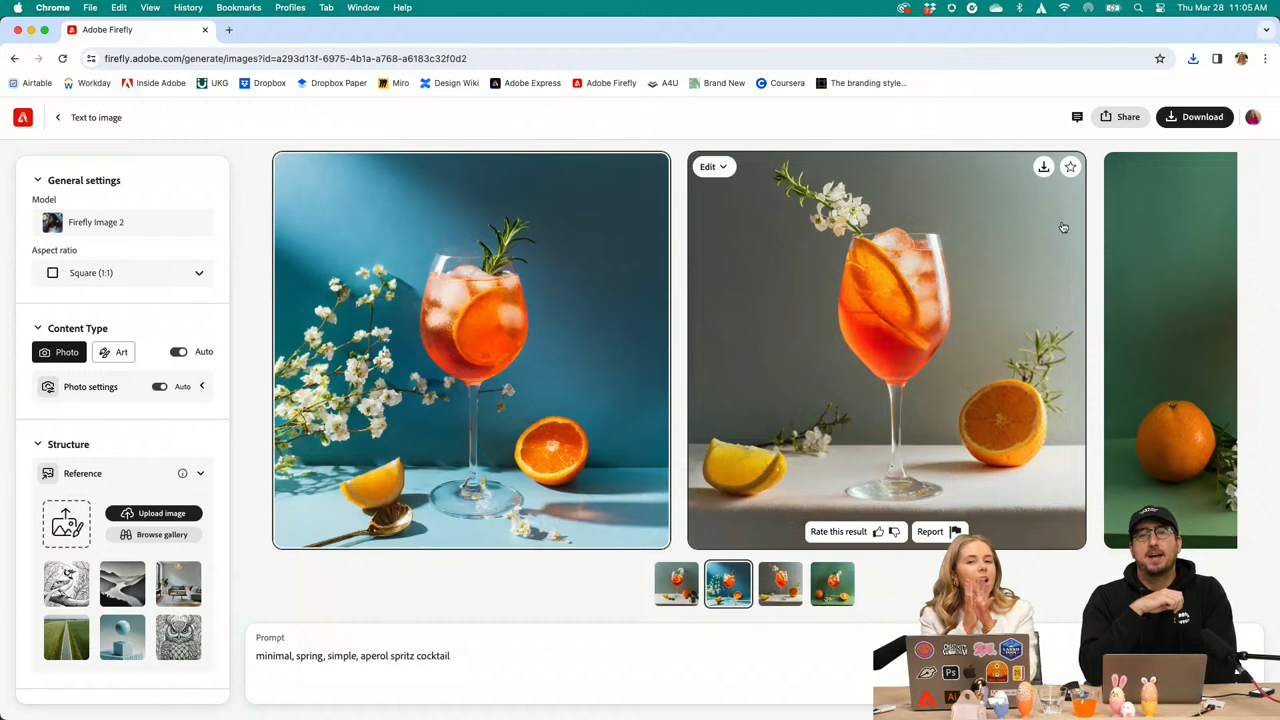 Chrome File Edit View History Bookmarks Profiles Tab Window Help Thu Mar 28 11:05 AM
Adobe Firefly
firefly.adobe.com/generate/images?id=a293d13f-6975-4b1a-a768-a6183c32f0d2
Airtable Workday Inside Adobe UKG Dropbox Dropbox Paper Miro Design Wiki Adobe Express Adobe Firefly A4U Brand New Coursera The branding style...
Text to image Share Download
General settings
Model
Firefly Image 2
Aspect ratio
Square (1:1)
Content Type
Photo Art Auto
Photo settings Auto
Structure
Reference
Upload image
Browse gallery
Edit
Rate this result Report
Prompt
minimal, spring, simple, aperol spritz cocktail
Ps
Ai